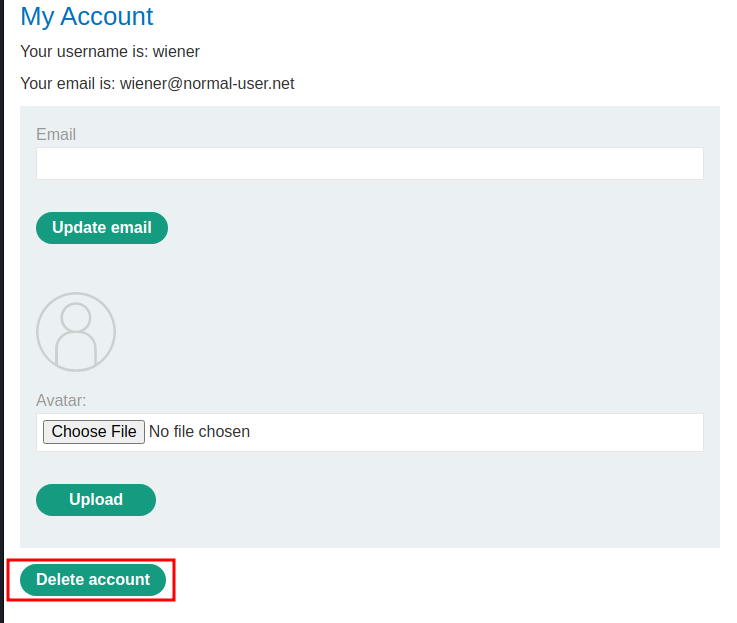 My Account
Your username is: wiener
Your email is: wiener@normal-user.net
Email
Update email
Avatar:
Choose File No file chosen
Upload
Delete account